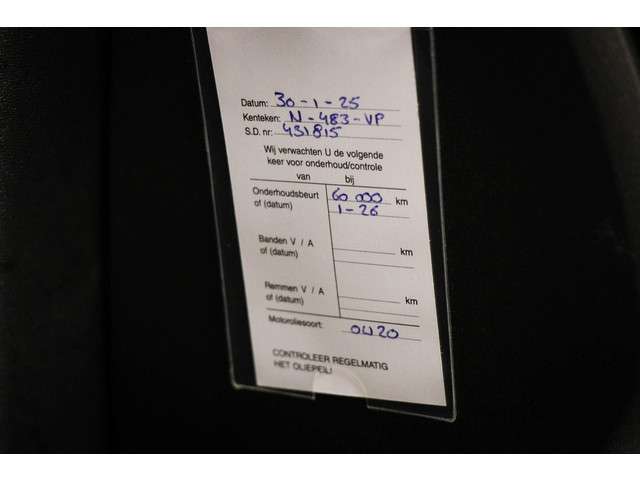 Datum: 30-1-25
Kenteken: N-483-VP
S.D. nr: 431815
Wij verwachten U de volgende
keer voor onderhoud/controle
van bij
Onderhoudsbeurt 60 000 km
of (datum) 1-26
Banden V / A km
of (datum)
Remmen V / A km
of (datum)
Motoroliesoort: 0W20
CONTROLEER REGELMATIG
HET OLIEPEIL!